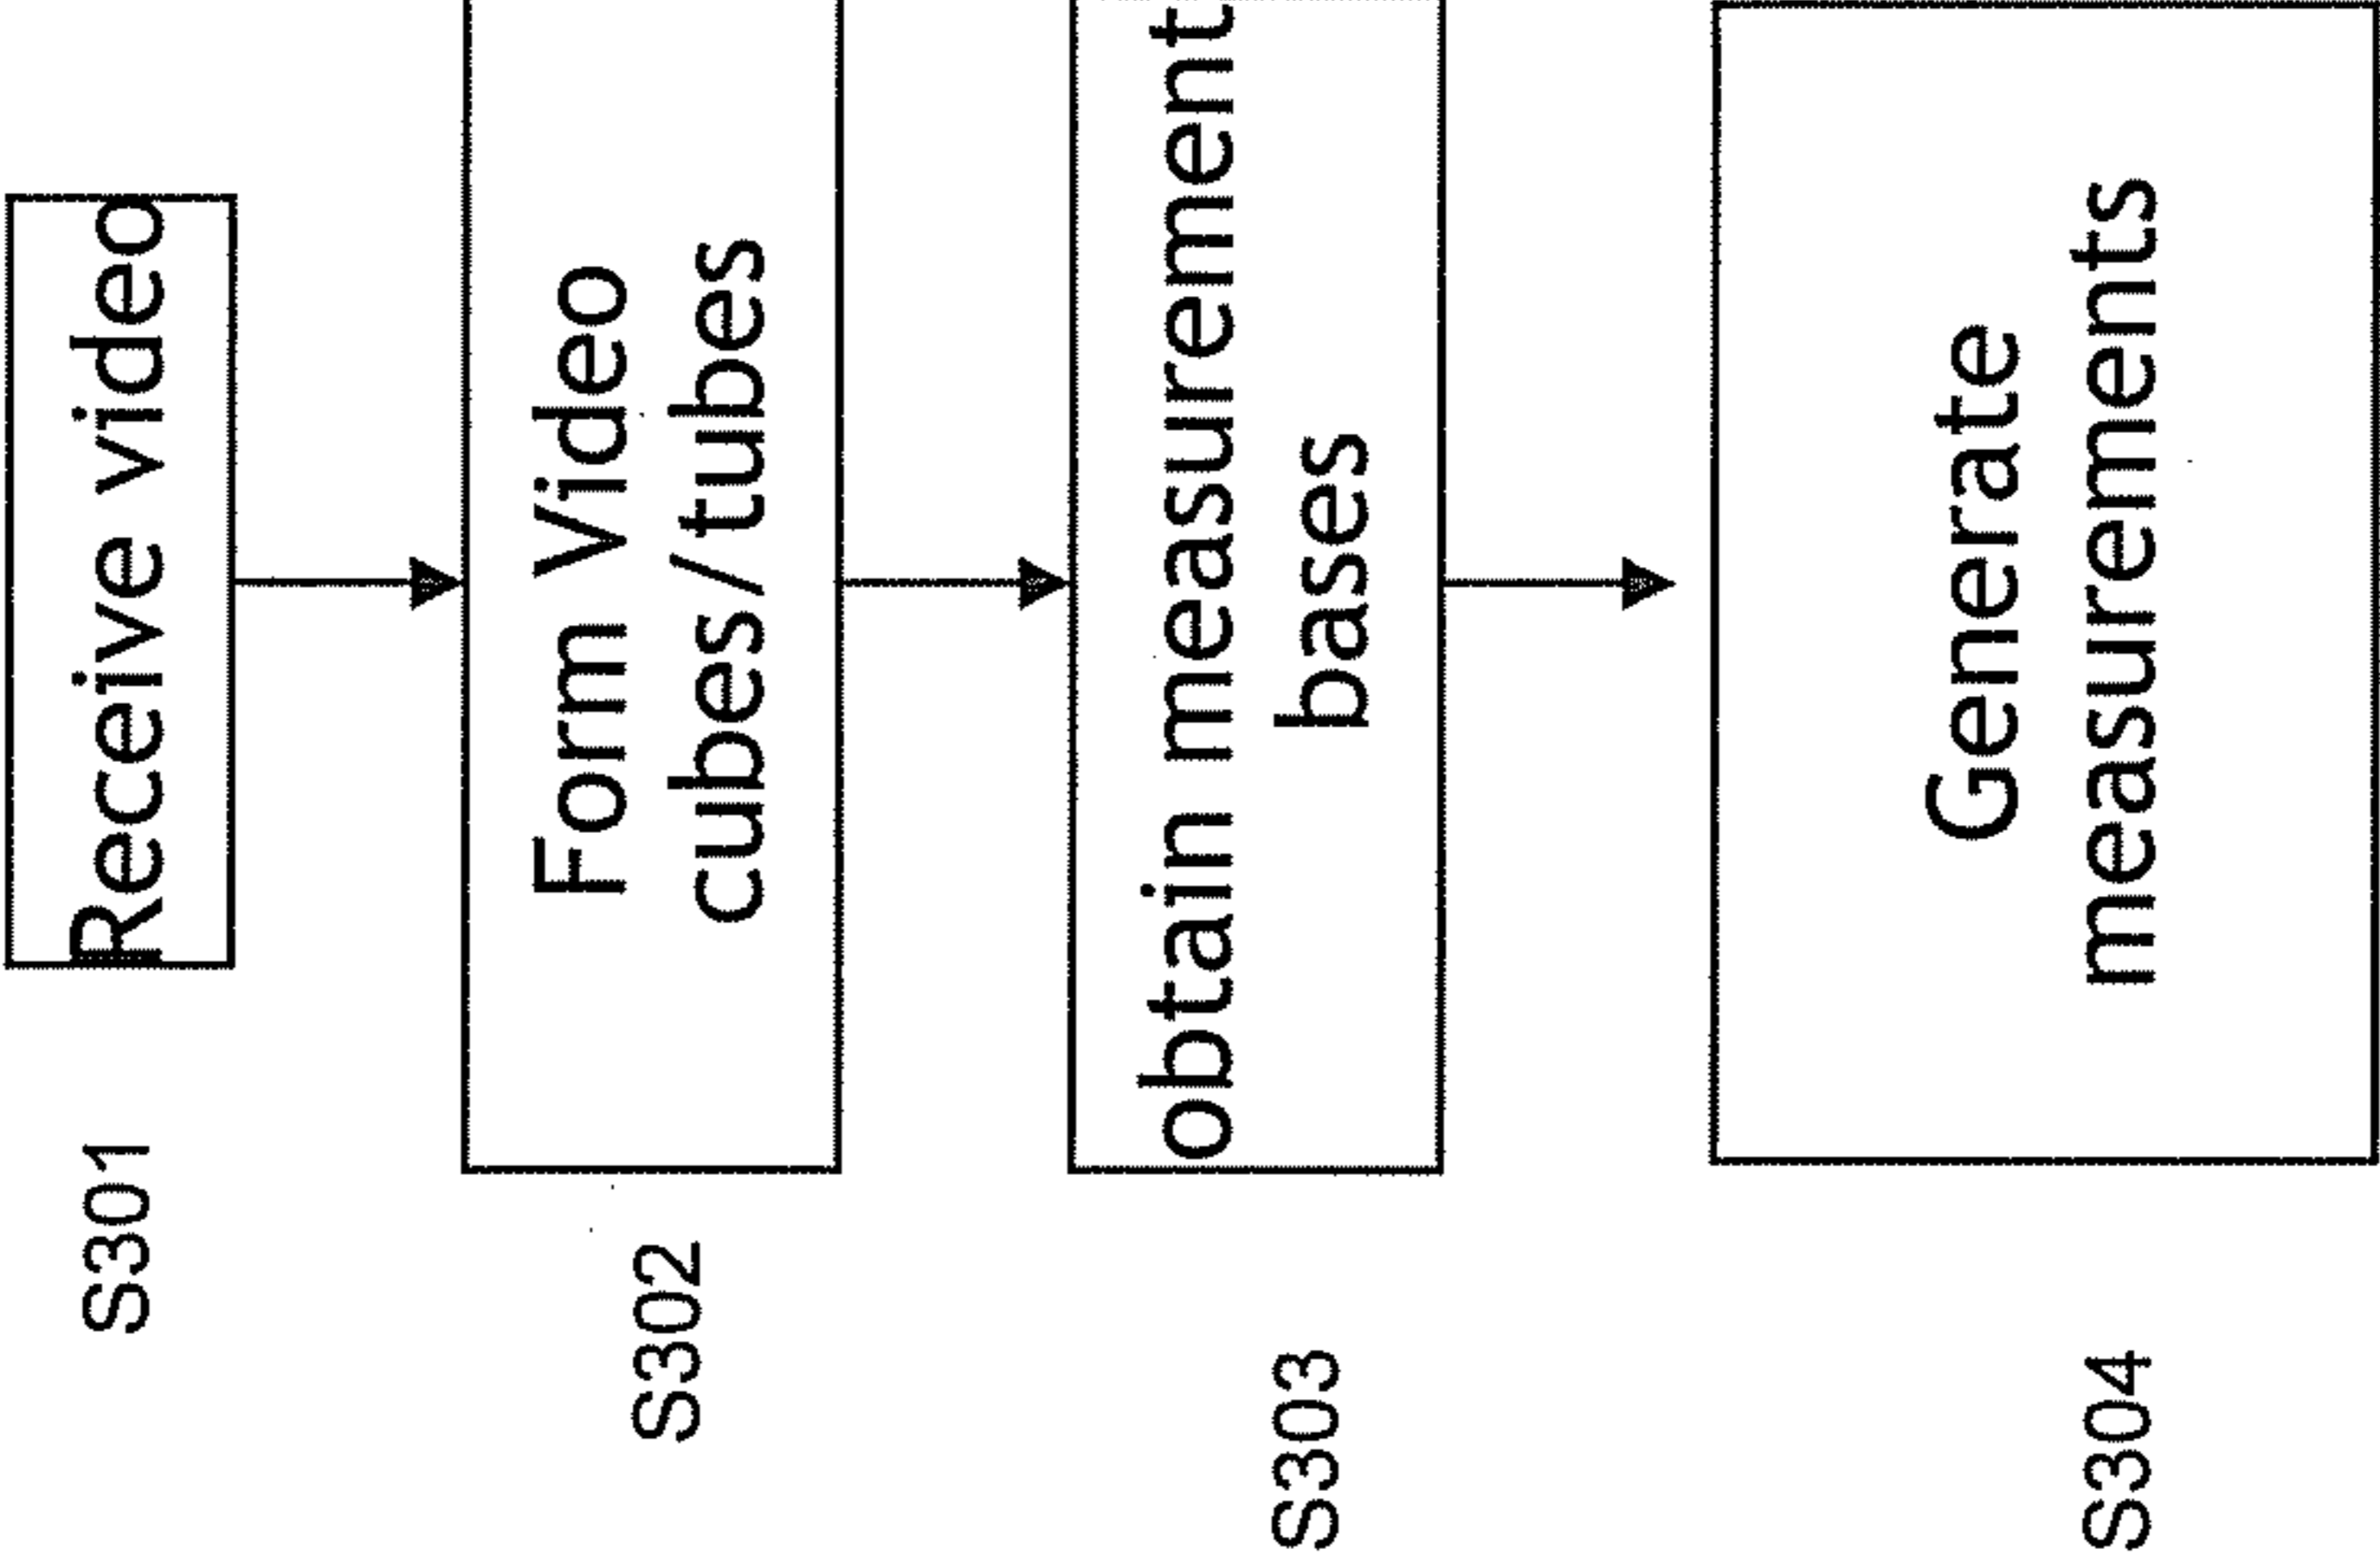 S301
Receive video
S302
Form Video
cubes/tubes
S303
obtain measurement
bases
S304
Generate
measurements